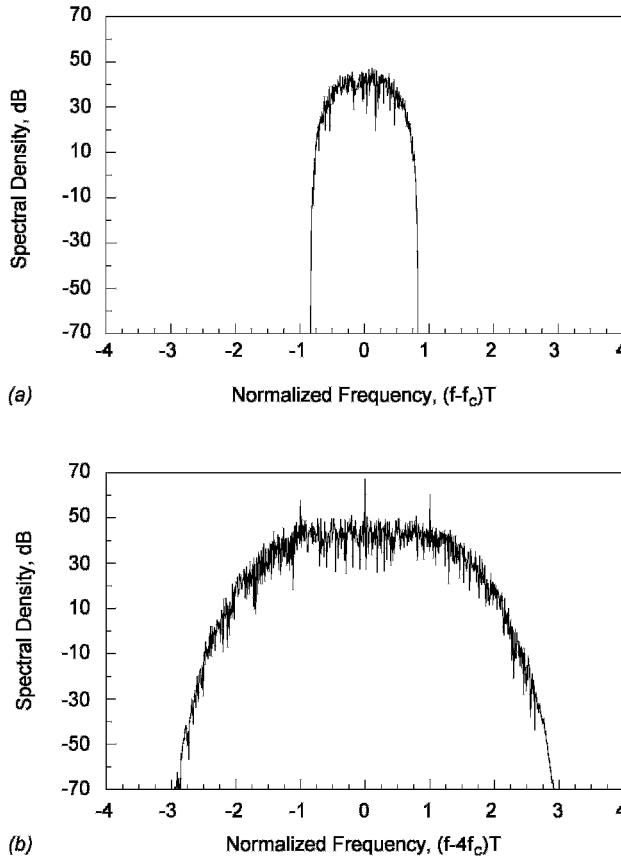 70
50
30
10
-10
-30
-50
-70
Spectral Density, dB
-4 -3 -2 -1 0 1 2 3 4
(a) Normalized Frequency, (f-f_c)T
70
50
30
10
-10
-30
-50
-70
Spectral Density, dB
-4 -3 -2 -1 0 1 2 3 4
(b) Normalized Frequency, (f-4f_c)T